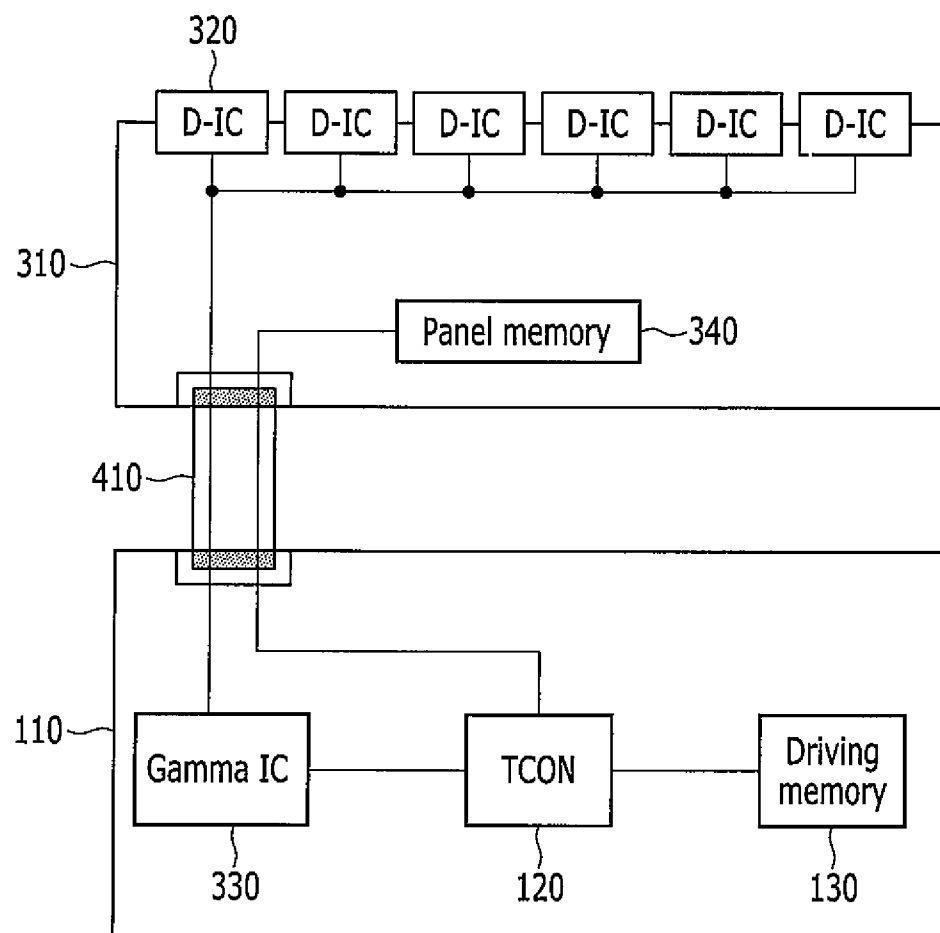 320
D-IC D-IC D-IC D-IC D-IC D-IC
310
Panel memory
340
410
110
Gamma IC
TCON
Driving
memory
330
120
130